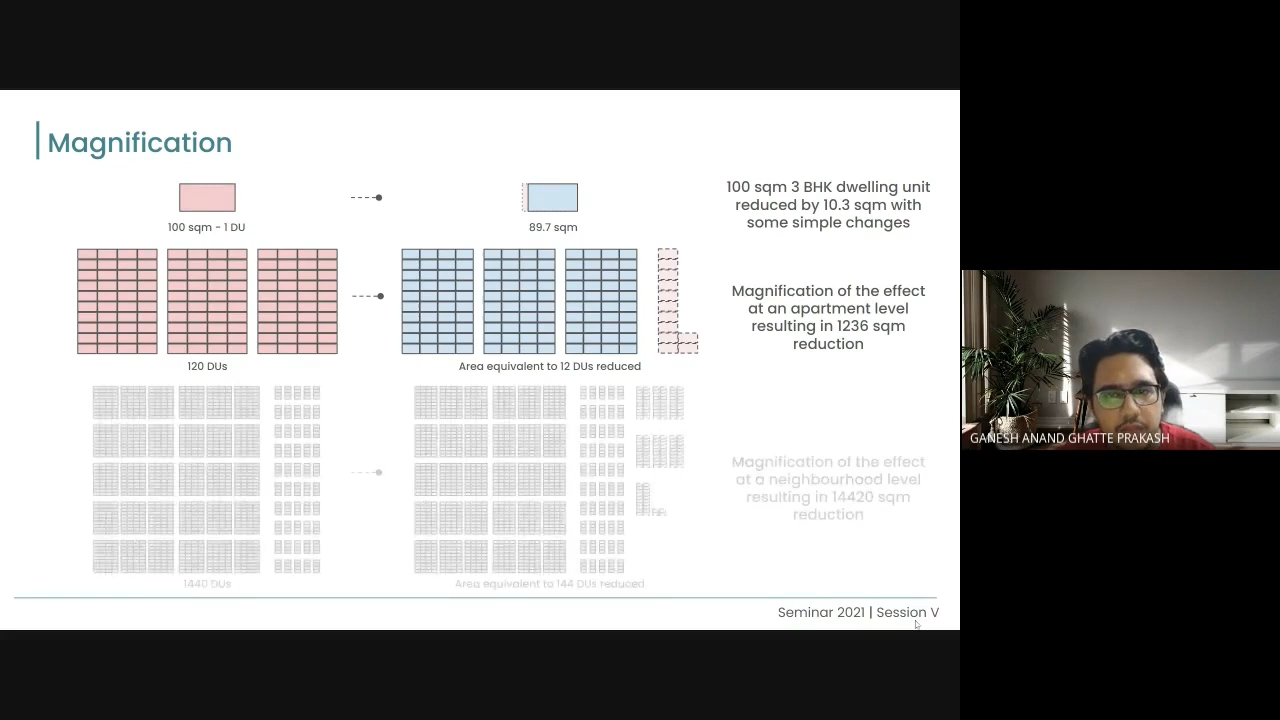 Magnification
100 sqm - 1 DU
89.7 sqm
100 sqm 3 BHK dwelling unit
reduced by 10.3 sqm with
some simple changes
120 DUs
Area equivalent to 12 DUs reduced
Magnification of the effect
at an apartment level
resulting in 1236 sqm
reduction
1440 DUs
Area equivalent to 144 DUs reduced
Magnification of the effect
at a neighbourhood level
resulting in 14420 sqm
reduction
Seminar 2021 | Session V
GANESH ANAND GHATTE PRAKASH